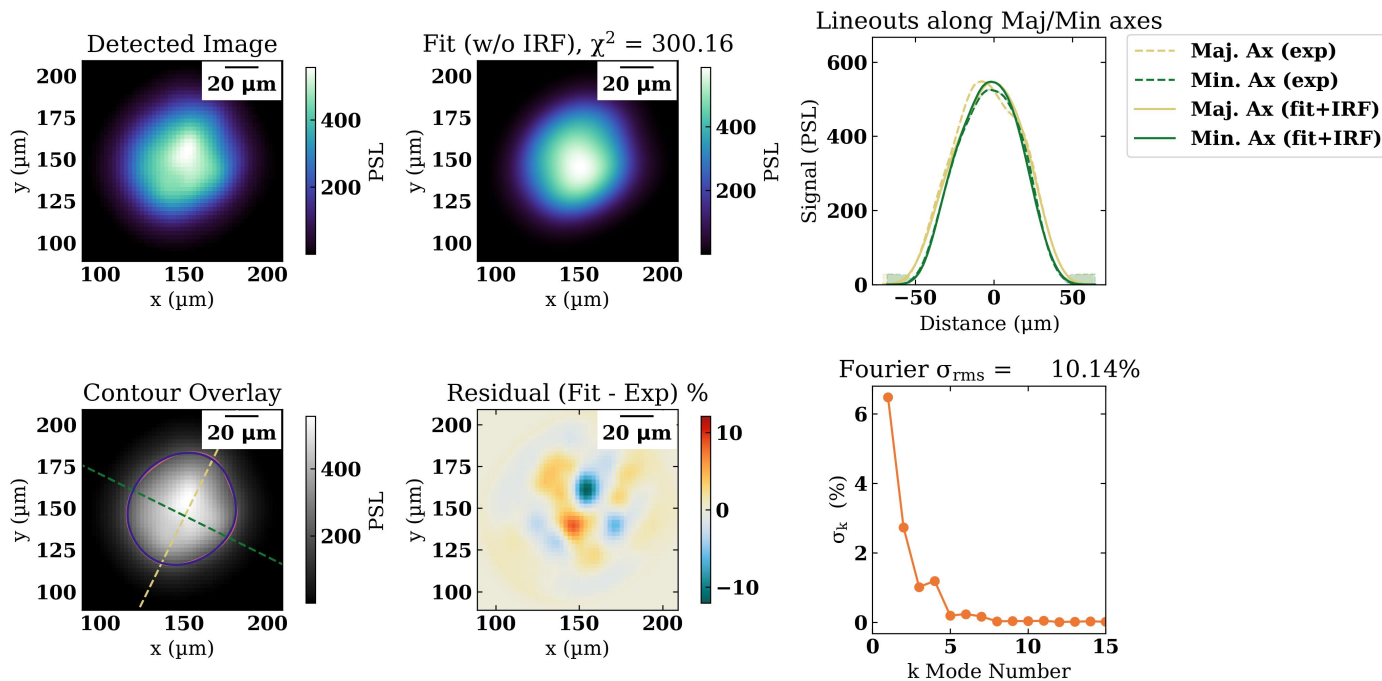 Detected Image
20 µm
200
175
150
125
100
y (µm)
100
150
200
x (µm)
400
200
PSL
Fit (w/o IRF), χ² = 300.16
20 µm
200
175
150
125
100
y (µm)
100
150
200
x (µm)
400
200
PSL
Lineouts along Maj/Min axes
600
400
200
0
Signal (PSL)
−50
0
50
Distance (µm)
Maj. Ax (exp)
Min. Ax (exp)
Maj. Ax (fit+IRF)
Min. Ax (fit+IRF)
Contour Overlay
20 µm
200
175
150
125
100
y (µm)
100
150
200
x (µm)
400
200
PSL
Residual (Fit - Exp) %
20 µm
200
175
150
125
100
y (µm)
100
150
200
x (µm)
10
0
−10
Fourier σrms = 10.14%
6
4
2
0
σk (%)
0
5
10
15
k Mode Number